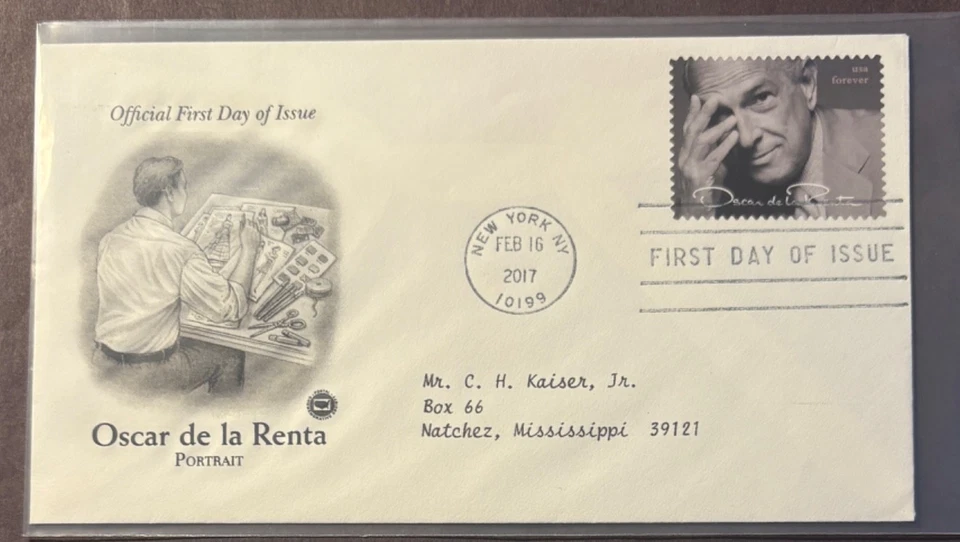 Official First Day of Issue
usa
forever
Oscar de la Renta
NEW YORK NY
FEB 16
2017
10199
FIRST DAY OF ISSUE
Mr. C. H. Kaiser, Jr.
Box 66
Natchez, Mississippi 39121
Oscar de la Renta
PORTRAIT